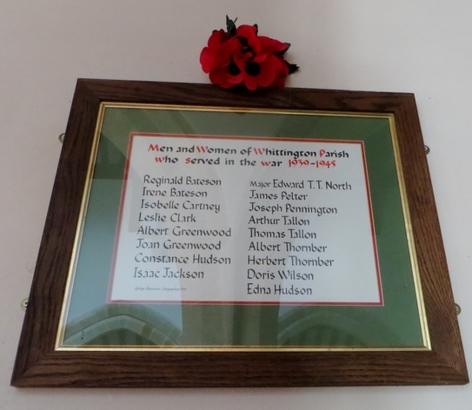 Men and Women of Whittington Parish
who served in the war 1939-1945
Reginald Bateson
Irene Bateson
Isobelle Cartney
Leslie Clark
Albert Greenwood
Joan Greenwood
Constance Hudson
Isaac Jackson
Major Edward T.T. North
James Pelter
Joseph Pennington
Arthur Tallon
Thomas Tallon
Albert Thornber
Herbert Thornber
Doris Wilson
Edna Hudson